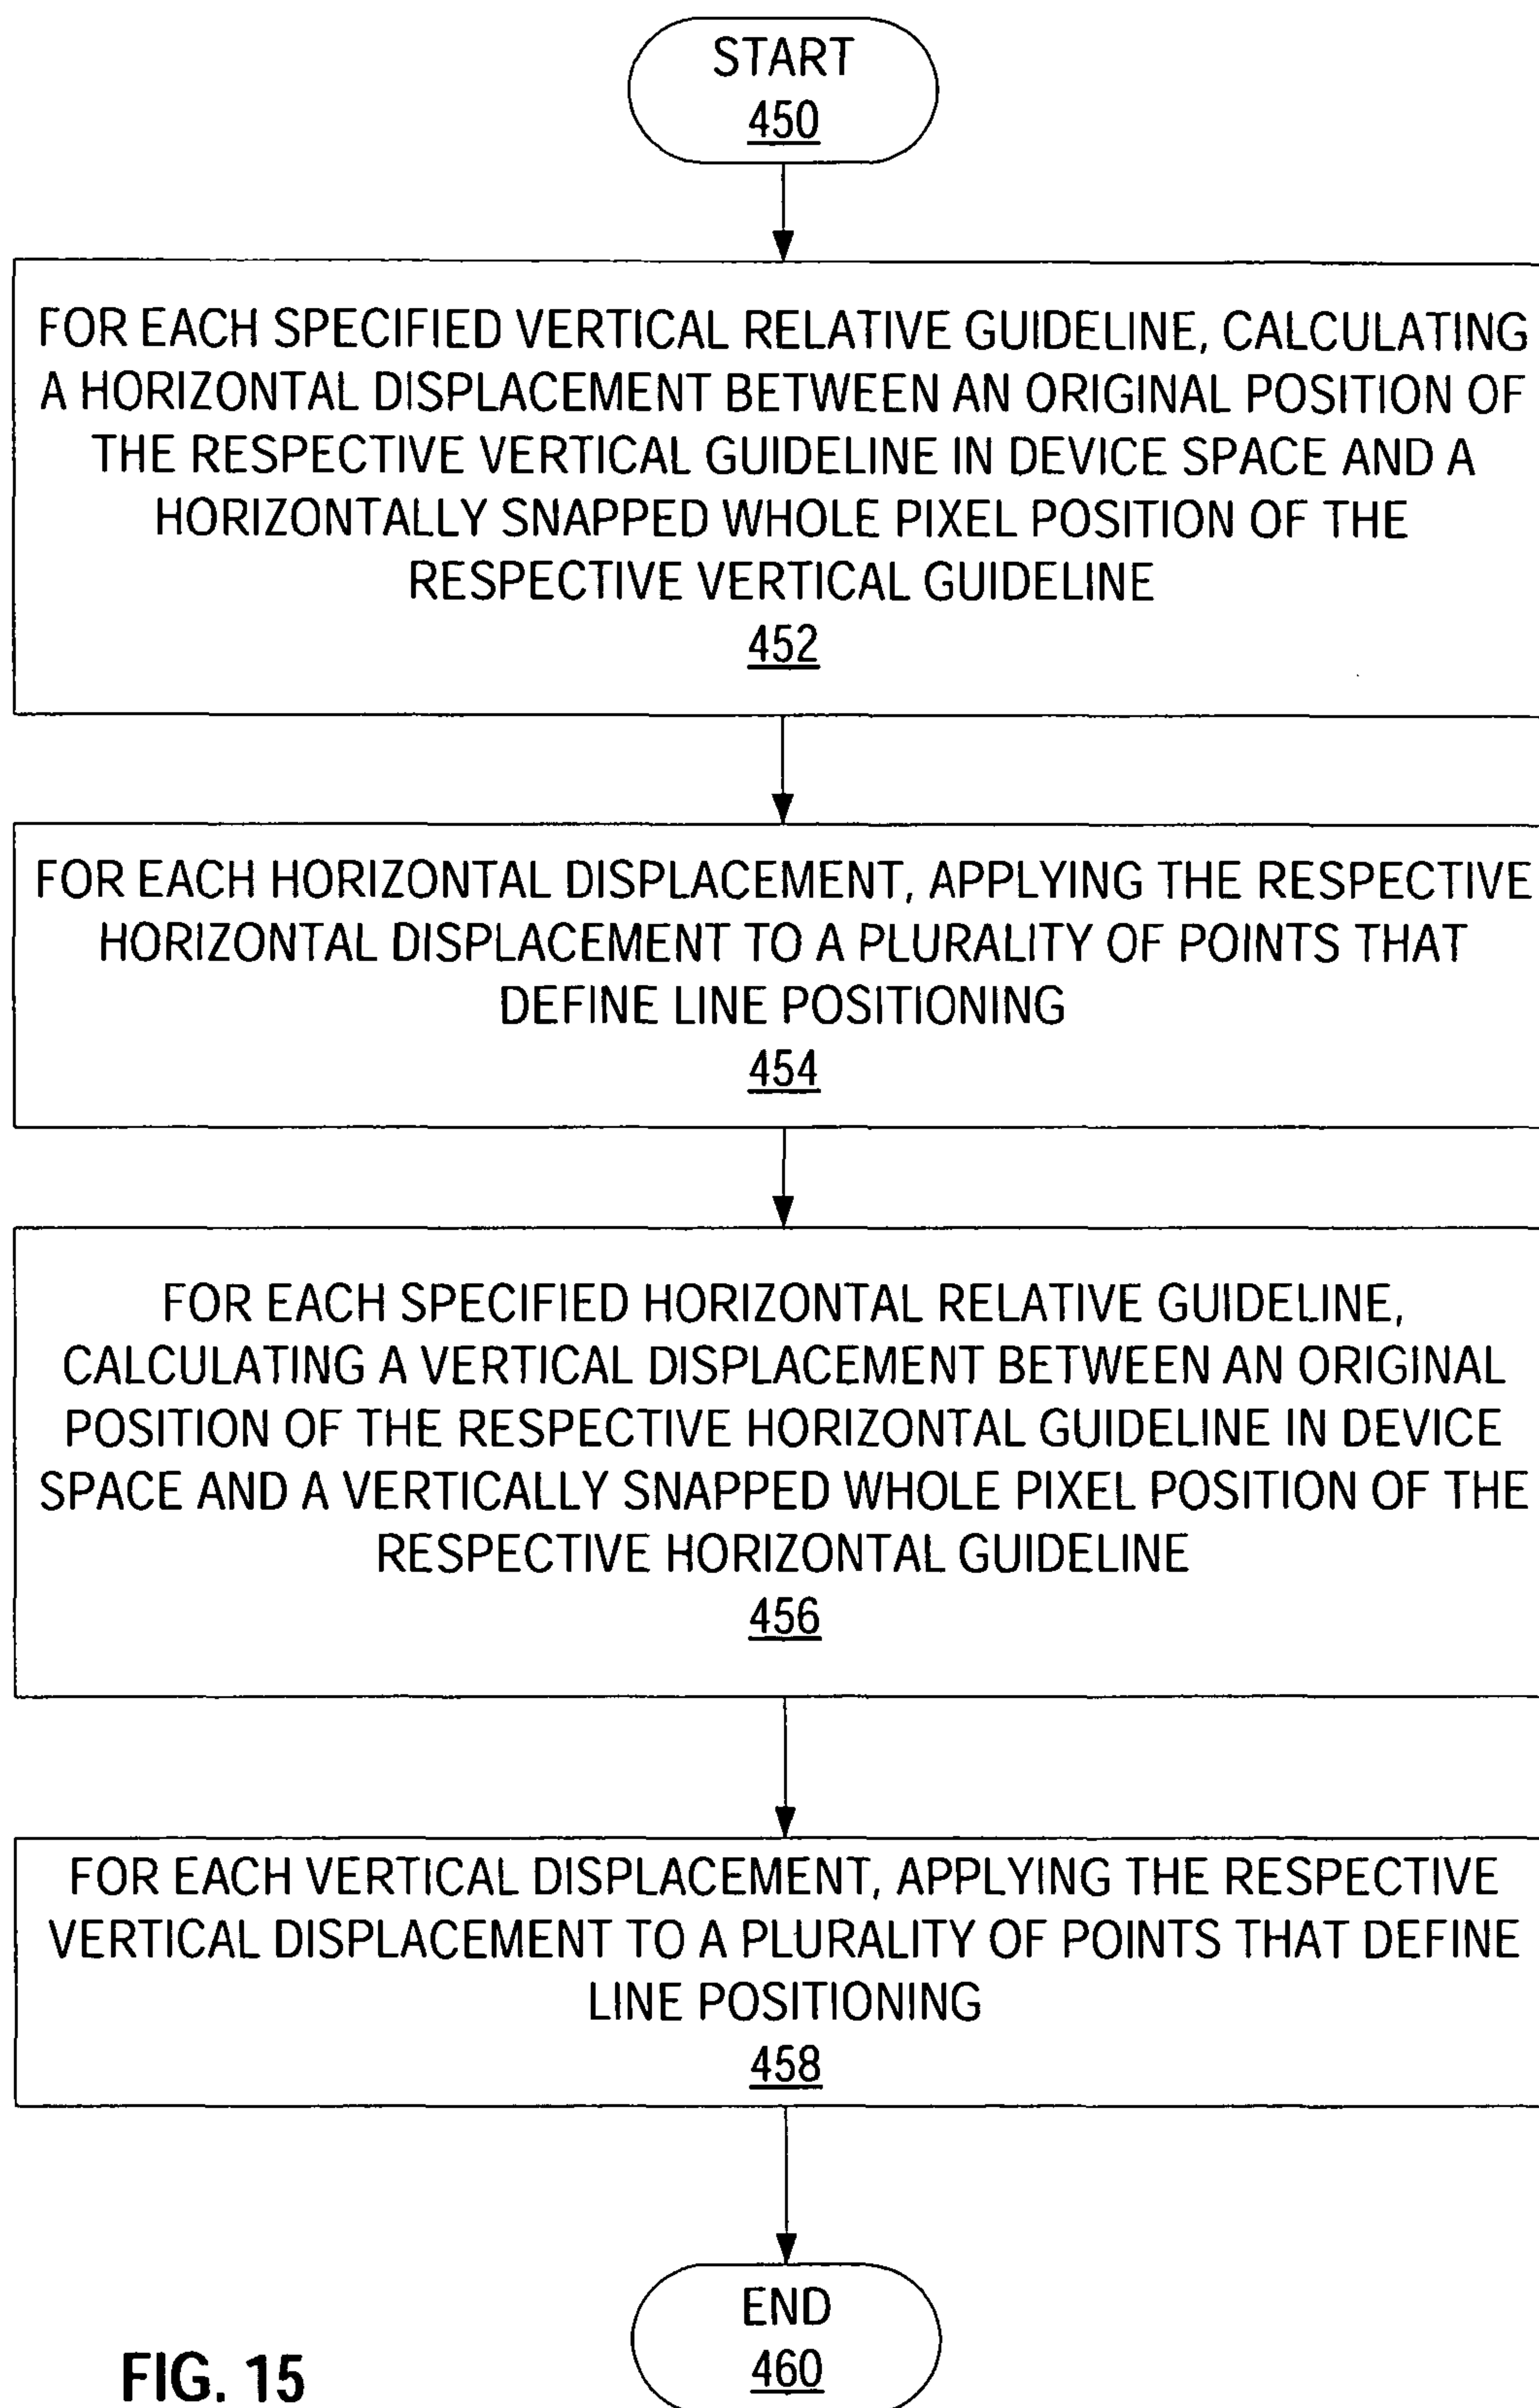 START
450
FOR EACH SPECIFIED VERTICAL RELATIVE GUIDELINE, CALCULATING
A HORIZONTAL DISPLACEMENT BETWEEN AN ORIGINAL POSITION OF
THE RESPECTIVE VERTICAL GUIDELINE IN DEVICE SPACE AND A
HORIZONTALLY SNAPPED WHOLE PIXEL POSITION OF THE
RESPECTIVE VERTICAL GUIDELINE
452
FOR EACH HORIZONTAL DISPLACEMENT, APPLYING THE RESPECTIVE
HORIZONTAL DISPLACEMENT TO A PLURALITY OF POINTS THAT
DEFINE LINE POSITIONING
454
FOR EACH SPECIFIED HORIZONTAL RELATIVE GUIDELINE,
CALCULATING A VERTICAL DISPLACEMENT BETWEEN AN ORIGINAL
POSITION OF THE RESPECTIVE HORIZONTAL GUIDELINE IN DEVICE
SPACE AND A VERTICALLY SNAPPED WHOLE PIXEL POSITION OF THE
RESPECTIVE HORIZONTAL GUIDELINE
456
FOR EACH VERTICAL DISPLACEMENT, APPLYING THE RESPECTIVE
VERTICAL DISPLACEMENT TO A PLURALITY OF POINTS THAT DEFINE
LINE POSITIONING
458
END
460
FIG. 15